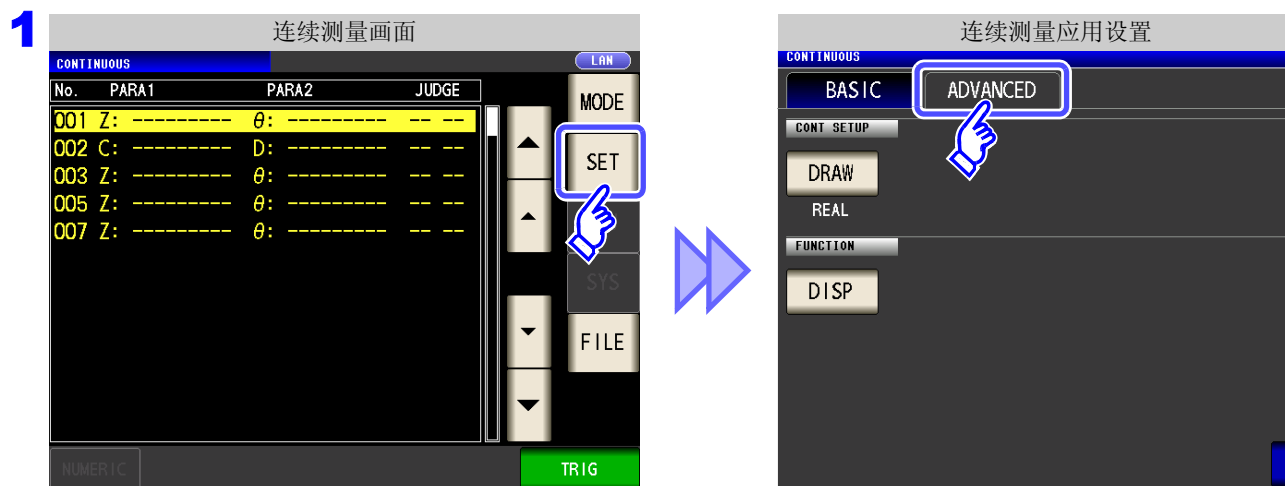 1
连续测量画面
CONTINUOUS LAN
No. PARA1 PARA2 JUDGE
001 Z: --------- θ: --------- -- --
002 C: --------- D: --------- -- --
003 Z: --------- θ: --------- -- --
005 Z: --------- θ: --------- -- --
007 Z: --------- θ: --------- -- --
MODE
SET
SYS
FILE
NUMERIC
TRIG
连续测量应用设置
CONTINUOUS
BASIC ADVANCED
CONT SETUP
DRAW
REAL
FUNCTION
DISP